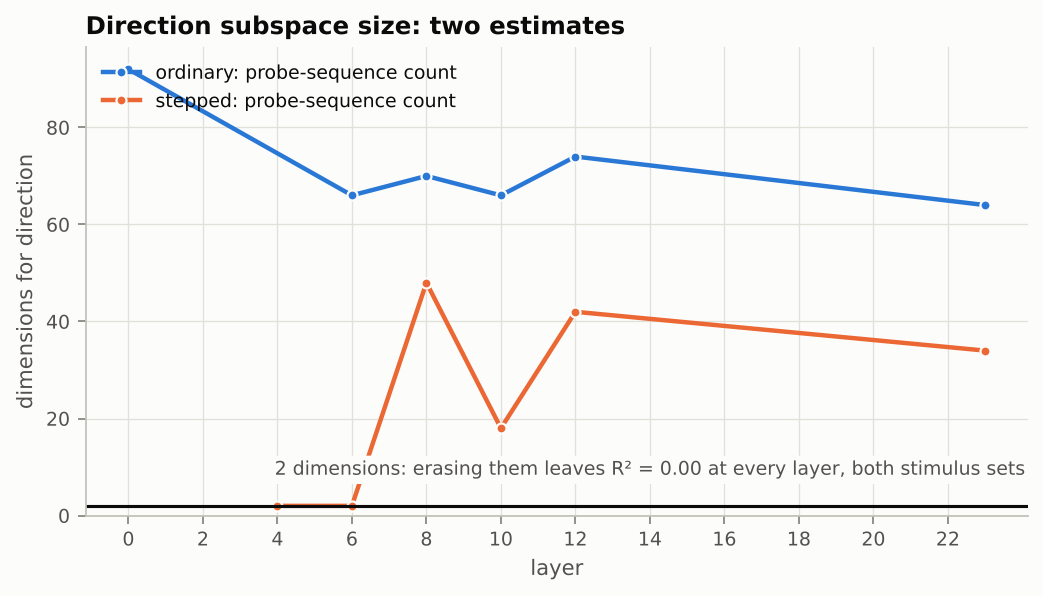 Direction subspace size: two estimates
ordinary: probe-sequence count
stepped: probe-sequence count
dimensions for direction
80
60
40
20
0
2 dimensions: erasing them leaves R² = 0.00 at every layer, both stimulus sets
0 2 4 6 8 10 12 14 16 18 20 22
layer